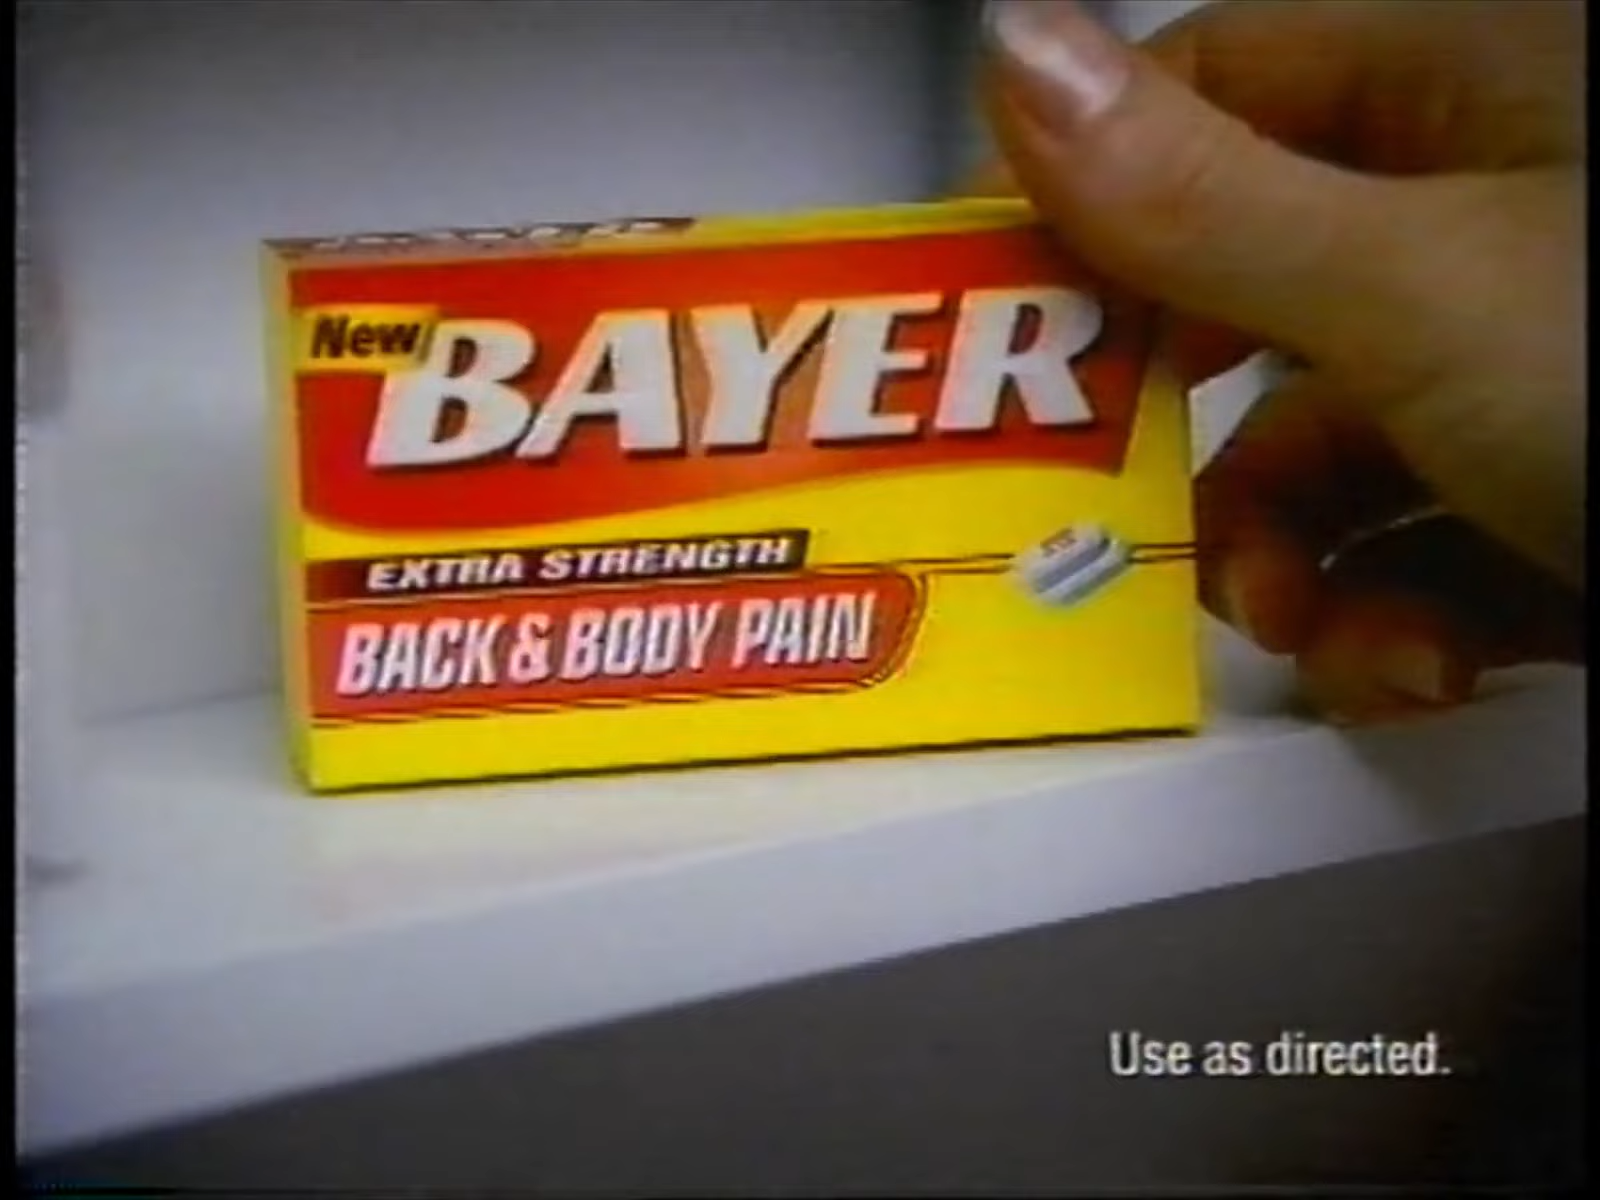 New
BAYER
EXTRA STRENGTH
BACK & BODY PAIN
Use as directed.